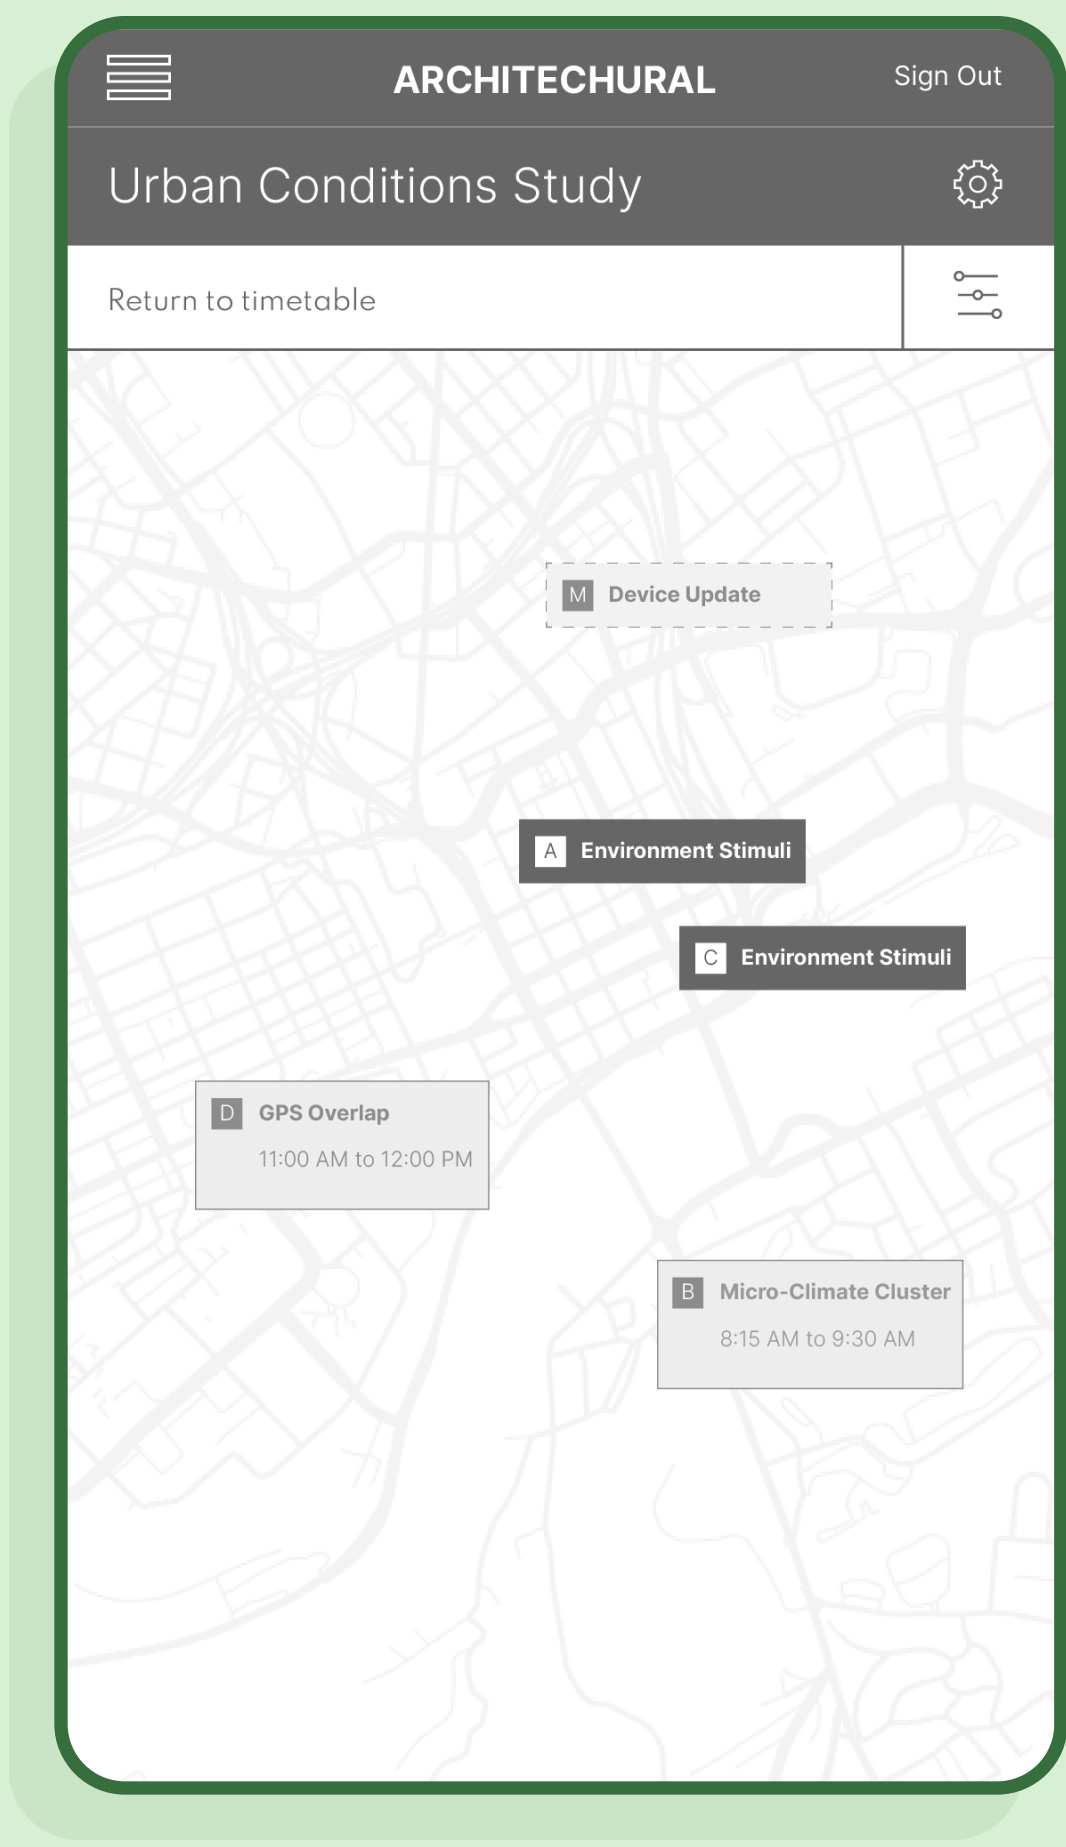 ARCHITECHURAL
Sign Out
Urban Conditions Study
Return to timetable
M Device Update
A Environment Stimuli
C Environment Stimuli
D GPS Overlap
11:00 AM to 12:00 PM
B Micro-Climate Cluster
8:15 AM to 9:30 AM